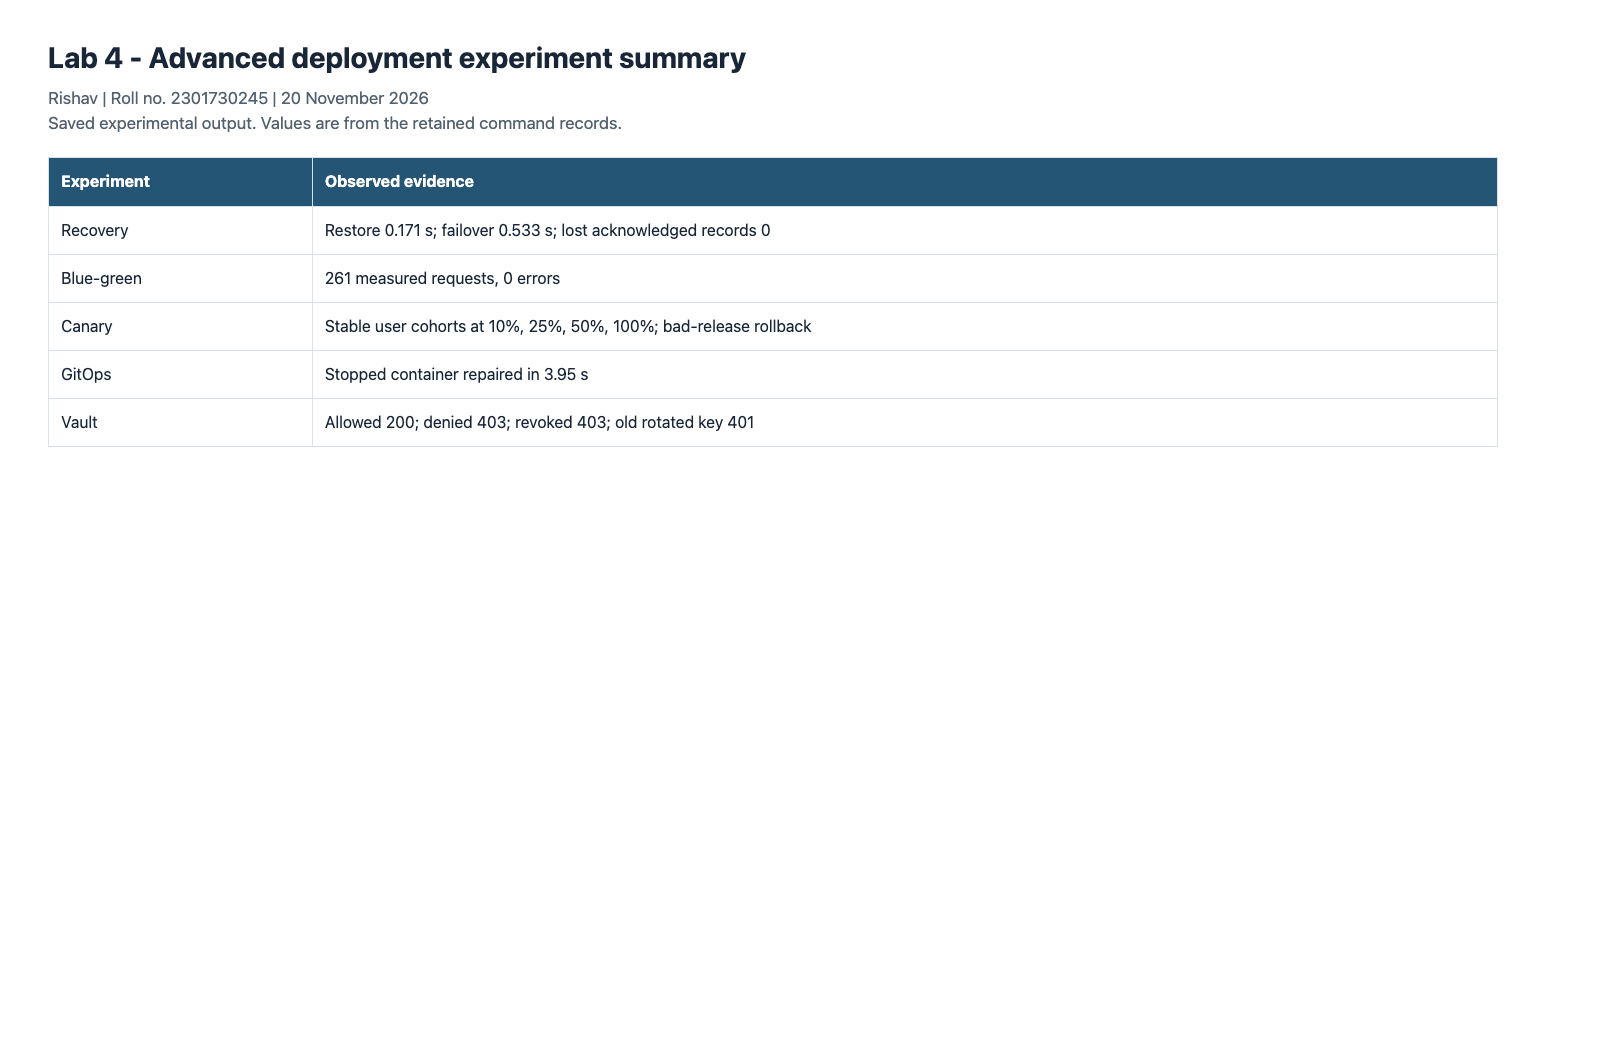 Lab 4 - Advanced deployment experiment summary
Rishav | Roll no. 2301730245 | 20 November 2026
Saved experimental output. Values are from the retained command records.
Experiment Observed evidence
Recovery Restore 0.171 s; failover 0.533 s; lost acknowledged records 0
Blue-green 261 measured requests, 0 errors
Canary Stable user cohorts at 10%, 25%, 50%, 100%; bad-release rollback
GitOps Stopped container repaired in 3.95 s
Vault Allowed 200; denied 403; revoked 403; old rotated key 401